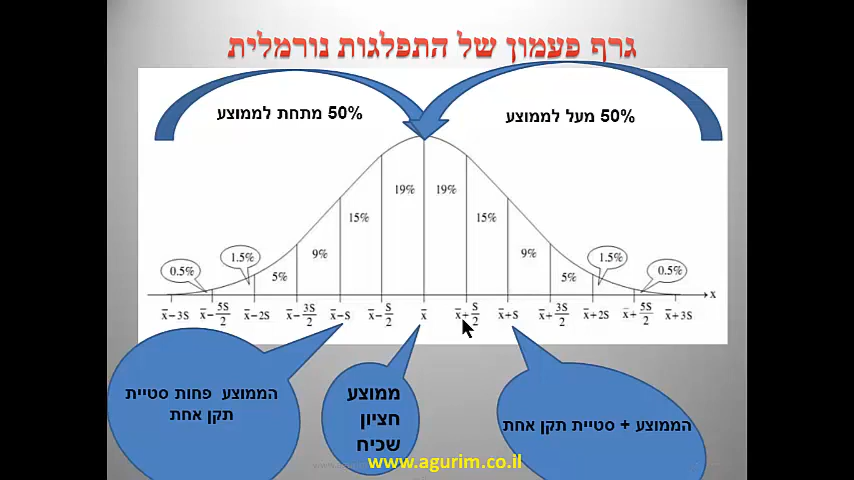 גרף פעמון של התפלגות נורמלית
50% מעל לממוצע
50% מתחת לממוצע
19% 19%
15% 15%
9% 9%
1.5% 1.5%
0.5% 5% 5% 0.5%
x
x̄−3S x̄−5S/2 x̄−2S x̄−3S/2 x̄−S x̄−S/2 x̄ x̄+S/2 x̄+S x̄+3S/2 x̄+2S x̄+5S/2 x̄+3S
הממוצע פחות סטיית
תקן אחת
ממוצע
חציון
שכיח
הממוצע + סטיית תקן אחת
www.agurim.co.il